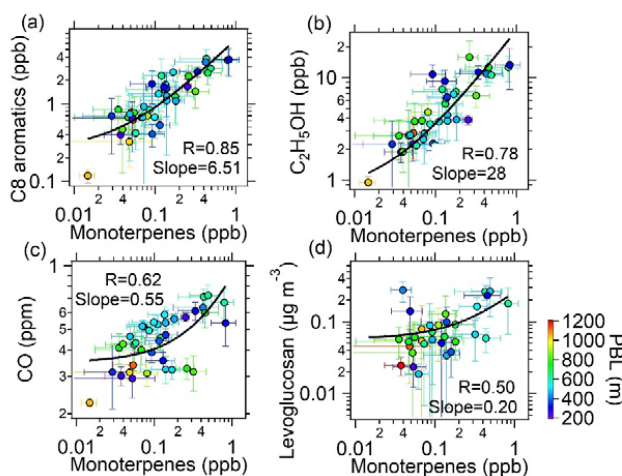 (a)
C8 aromatics (ppb)
4
2
1
4
2
0.1
R=0.85
Slope=6.51
0.01 2 4 0.1 2 4 1
Monoterpenes (ppb)
(b)
C₂H₅OH (ppb)
2
10
4
2
1
R=0.78
Slope=28
0.01 2 4 0.1 2 4 1
Monoterpenes (ppb)
(c)
CO (ppm)
1
6
5
4
3
2
R=0.62
Slope=0.55
0.01 2 4 0.1 2 4 1
Monoterpenes (ppb)
(d)
Levoglucosan (μg m⁻³)
1
0.1
0.01
R=0.50
Slope=0.20
0.01 2 4 0.1 2 4 1
Monoterpenes (ppb)
1200
1000
800
600
400
200
PBL (m)